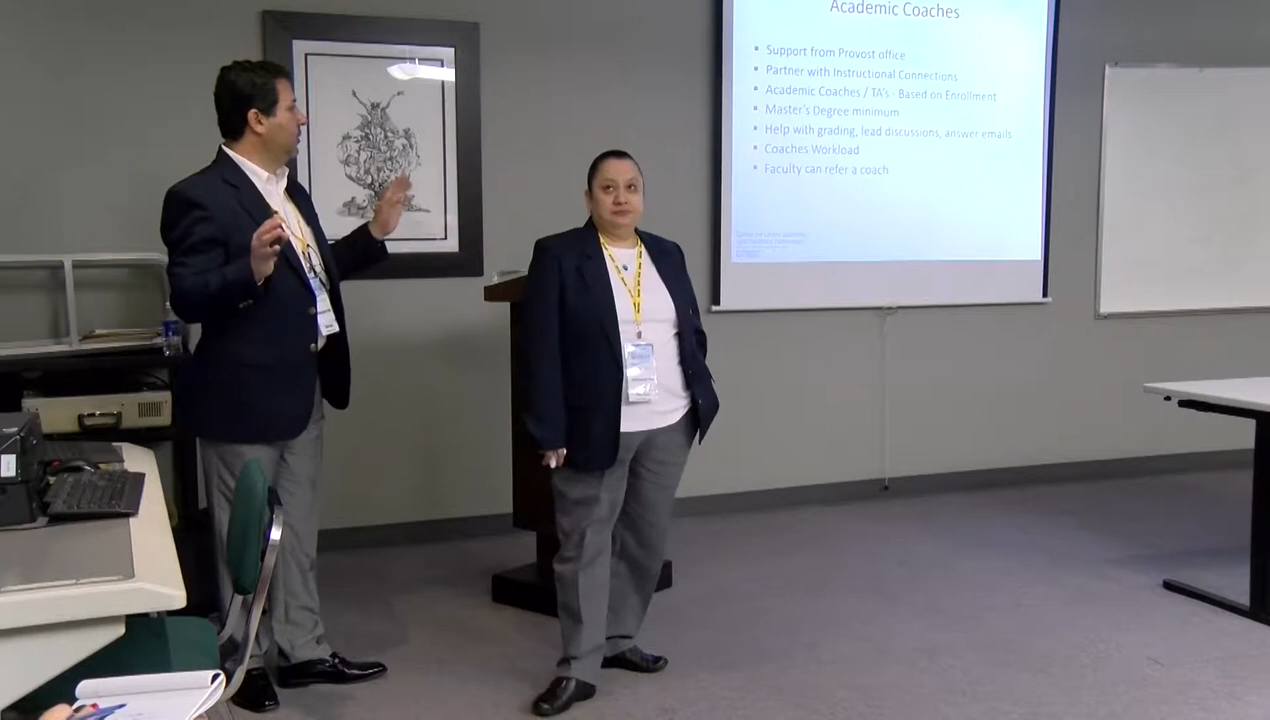 Academic Coaches
Support from Provost office
Partner with Instructional Connections
Academic Coaches / TA's - Based on Enrollment
Master's Degree minimum
Help with grading, lead discussions, answer emails
Coaches Workload
Faculty can refer a coach